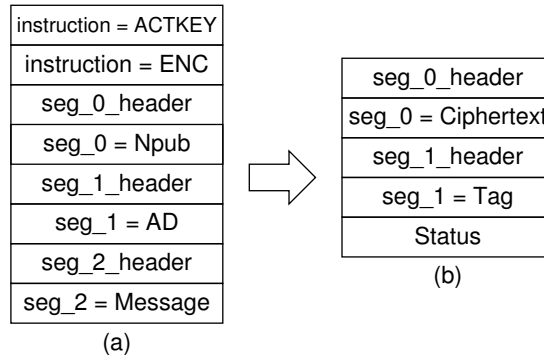 instruction = ACTKEY
instruction = ENC
seg_0_header
seg_0 = Npub
seg_1_header
seg_1 = AD
seg_2_header
seg_2 = Message
(a)
seg_0_header
seg_0 = Ciphertext
seg_1_header
seg_1 = Tag
Status
(b)